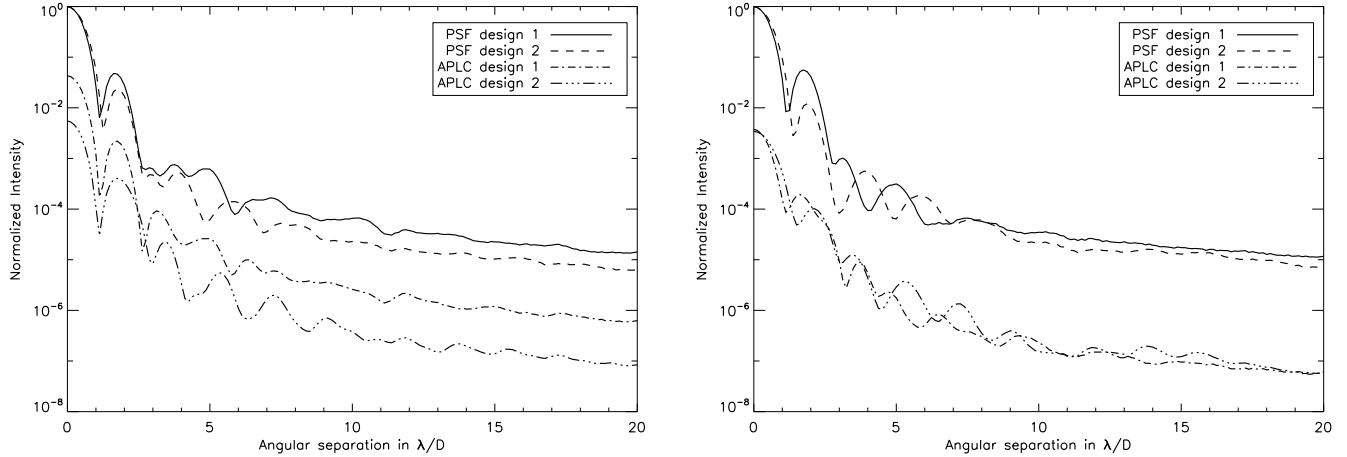 10^0
10^-2
10^-4
10^-6
10^-8
Normalized Intensity
PSF design 1
PSF design 2
APLC design 1
APLC design 2
0
5
10
15
20
Angular separation in λ/D
10^0
10^-2
10^-4
10^-6
10^-8
Normalized Intensity
PSF design 1
PSF design 2
APLC design 1
APLC design 2
0
5
10
15
20
Angular separation in λ/D